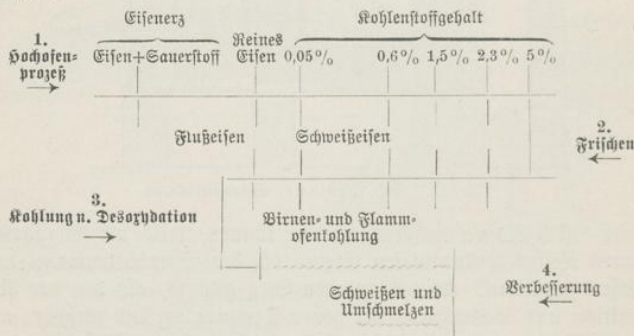 Eisenerz Kohlenstoffgehalt
1. Reines
Hochofen- Eisen+Sauerstoff Eisen 0,05% 0,6% 1,5% 2,3% 5%
prozeß
Flußeisen Schweißeisen
2.
Frischen
3.
Kohlung u. Desoxydation Birnen- und Flamm-
ofenkohlung
4.
Schweißen und Verbesserung
Umschmelzen